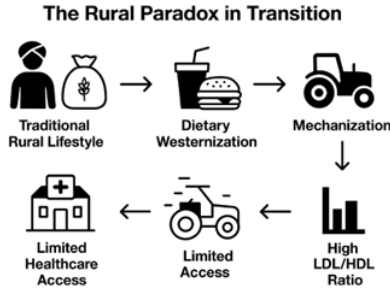 The Rural Paradox in Transition
Traditional
Rural Lifestyle
Dietary
Westernization
Mechanization
High
LDL/HDL
Ratio
Limited
Access
Limited
Healthcare
Access